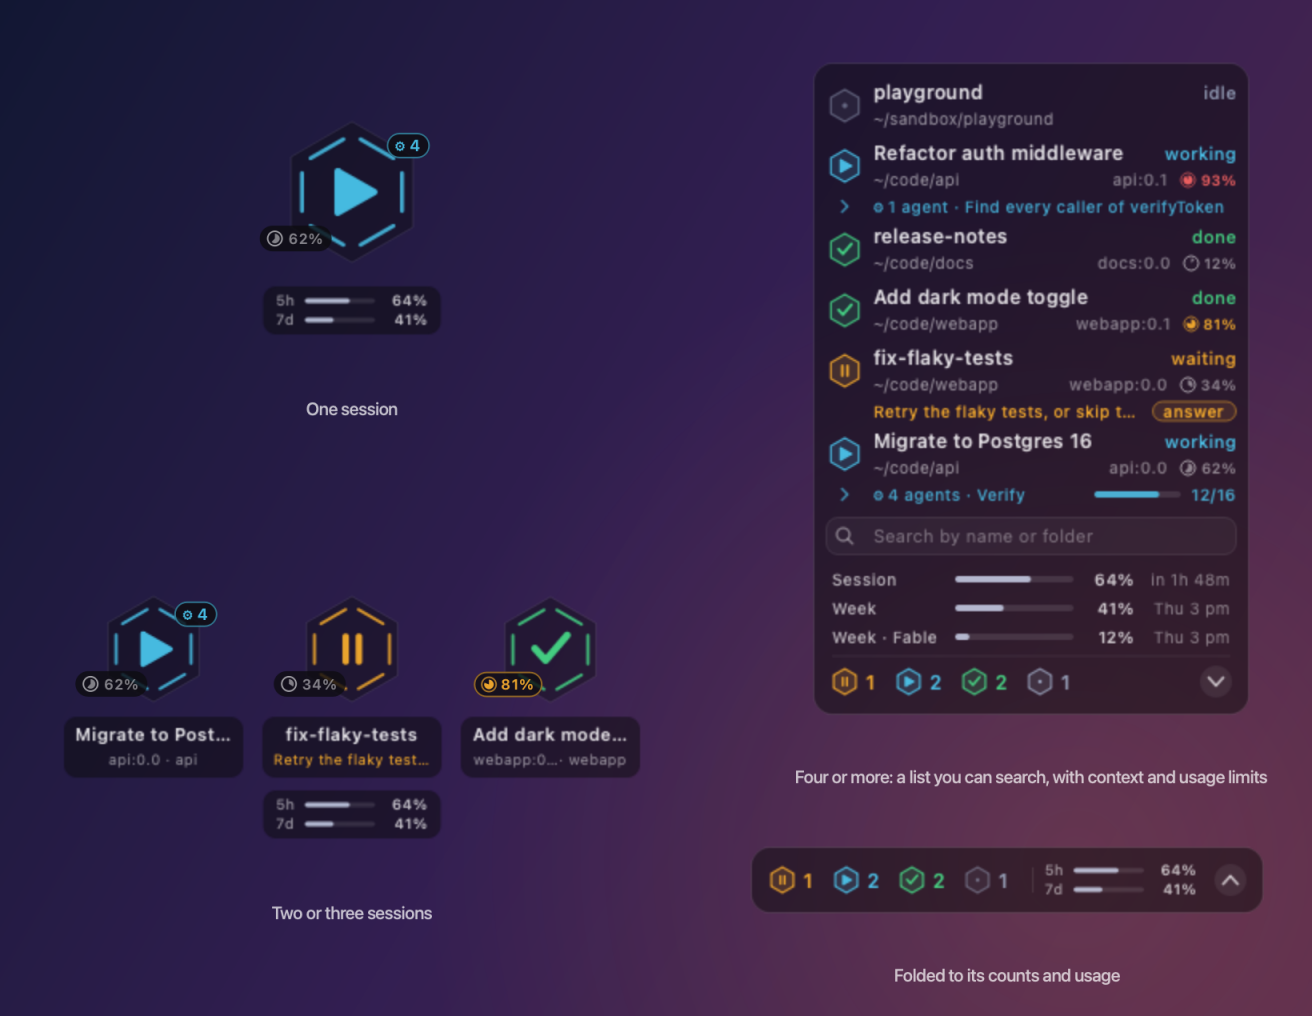 4
62%
5h 64%
7d 41%
One session
4
62%
Migrate to Post...
api:0.0 · api
34%
fix-flaky-tests
Retry the flaky test...
81%
Add dark mode...
webapp:0...· webapp
5h 64%
7d 41%
Two or three sessions
playground idle
~/sandbox/playground
Refactor auth middleware working
~/code/api api:0.1 93%
1 agent · Find every caller of verifyToken
release-notes done
~/code/docs docs:0.0 12%
Add dark mode toggle done
~/code/webapp webapp:0.1 81%
fix-flaky-tests waiting
~/code/webapp webapp:0.0 34%
Retry the flaky tests, or skip t... answer
Migrate to Postgres 16 working
~/code/api api:0.0 62%
4 agents · Verify 12/16
Search by name or folder
Session 64% in 1h 48m
Week 41% Thu 3 pm
Week · Fable 12% Thu 3 pm
1 2 2 1
Four or more: a list you can search, with context and usage limits
1 2 2 1 5h 64%
7d 41%
Folded to its counts and usage